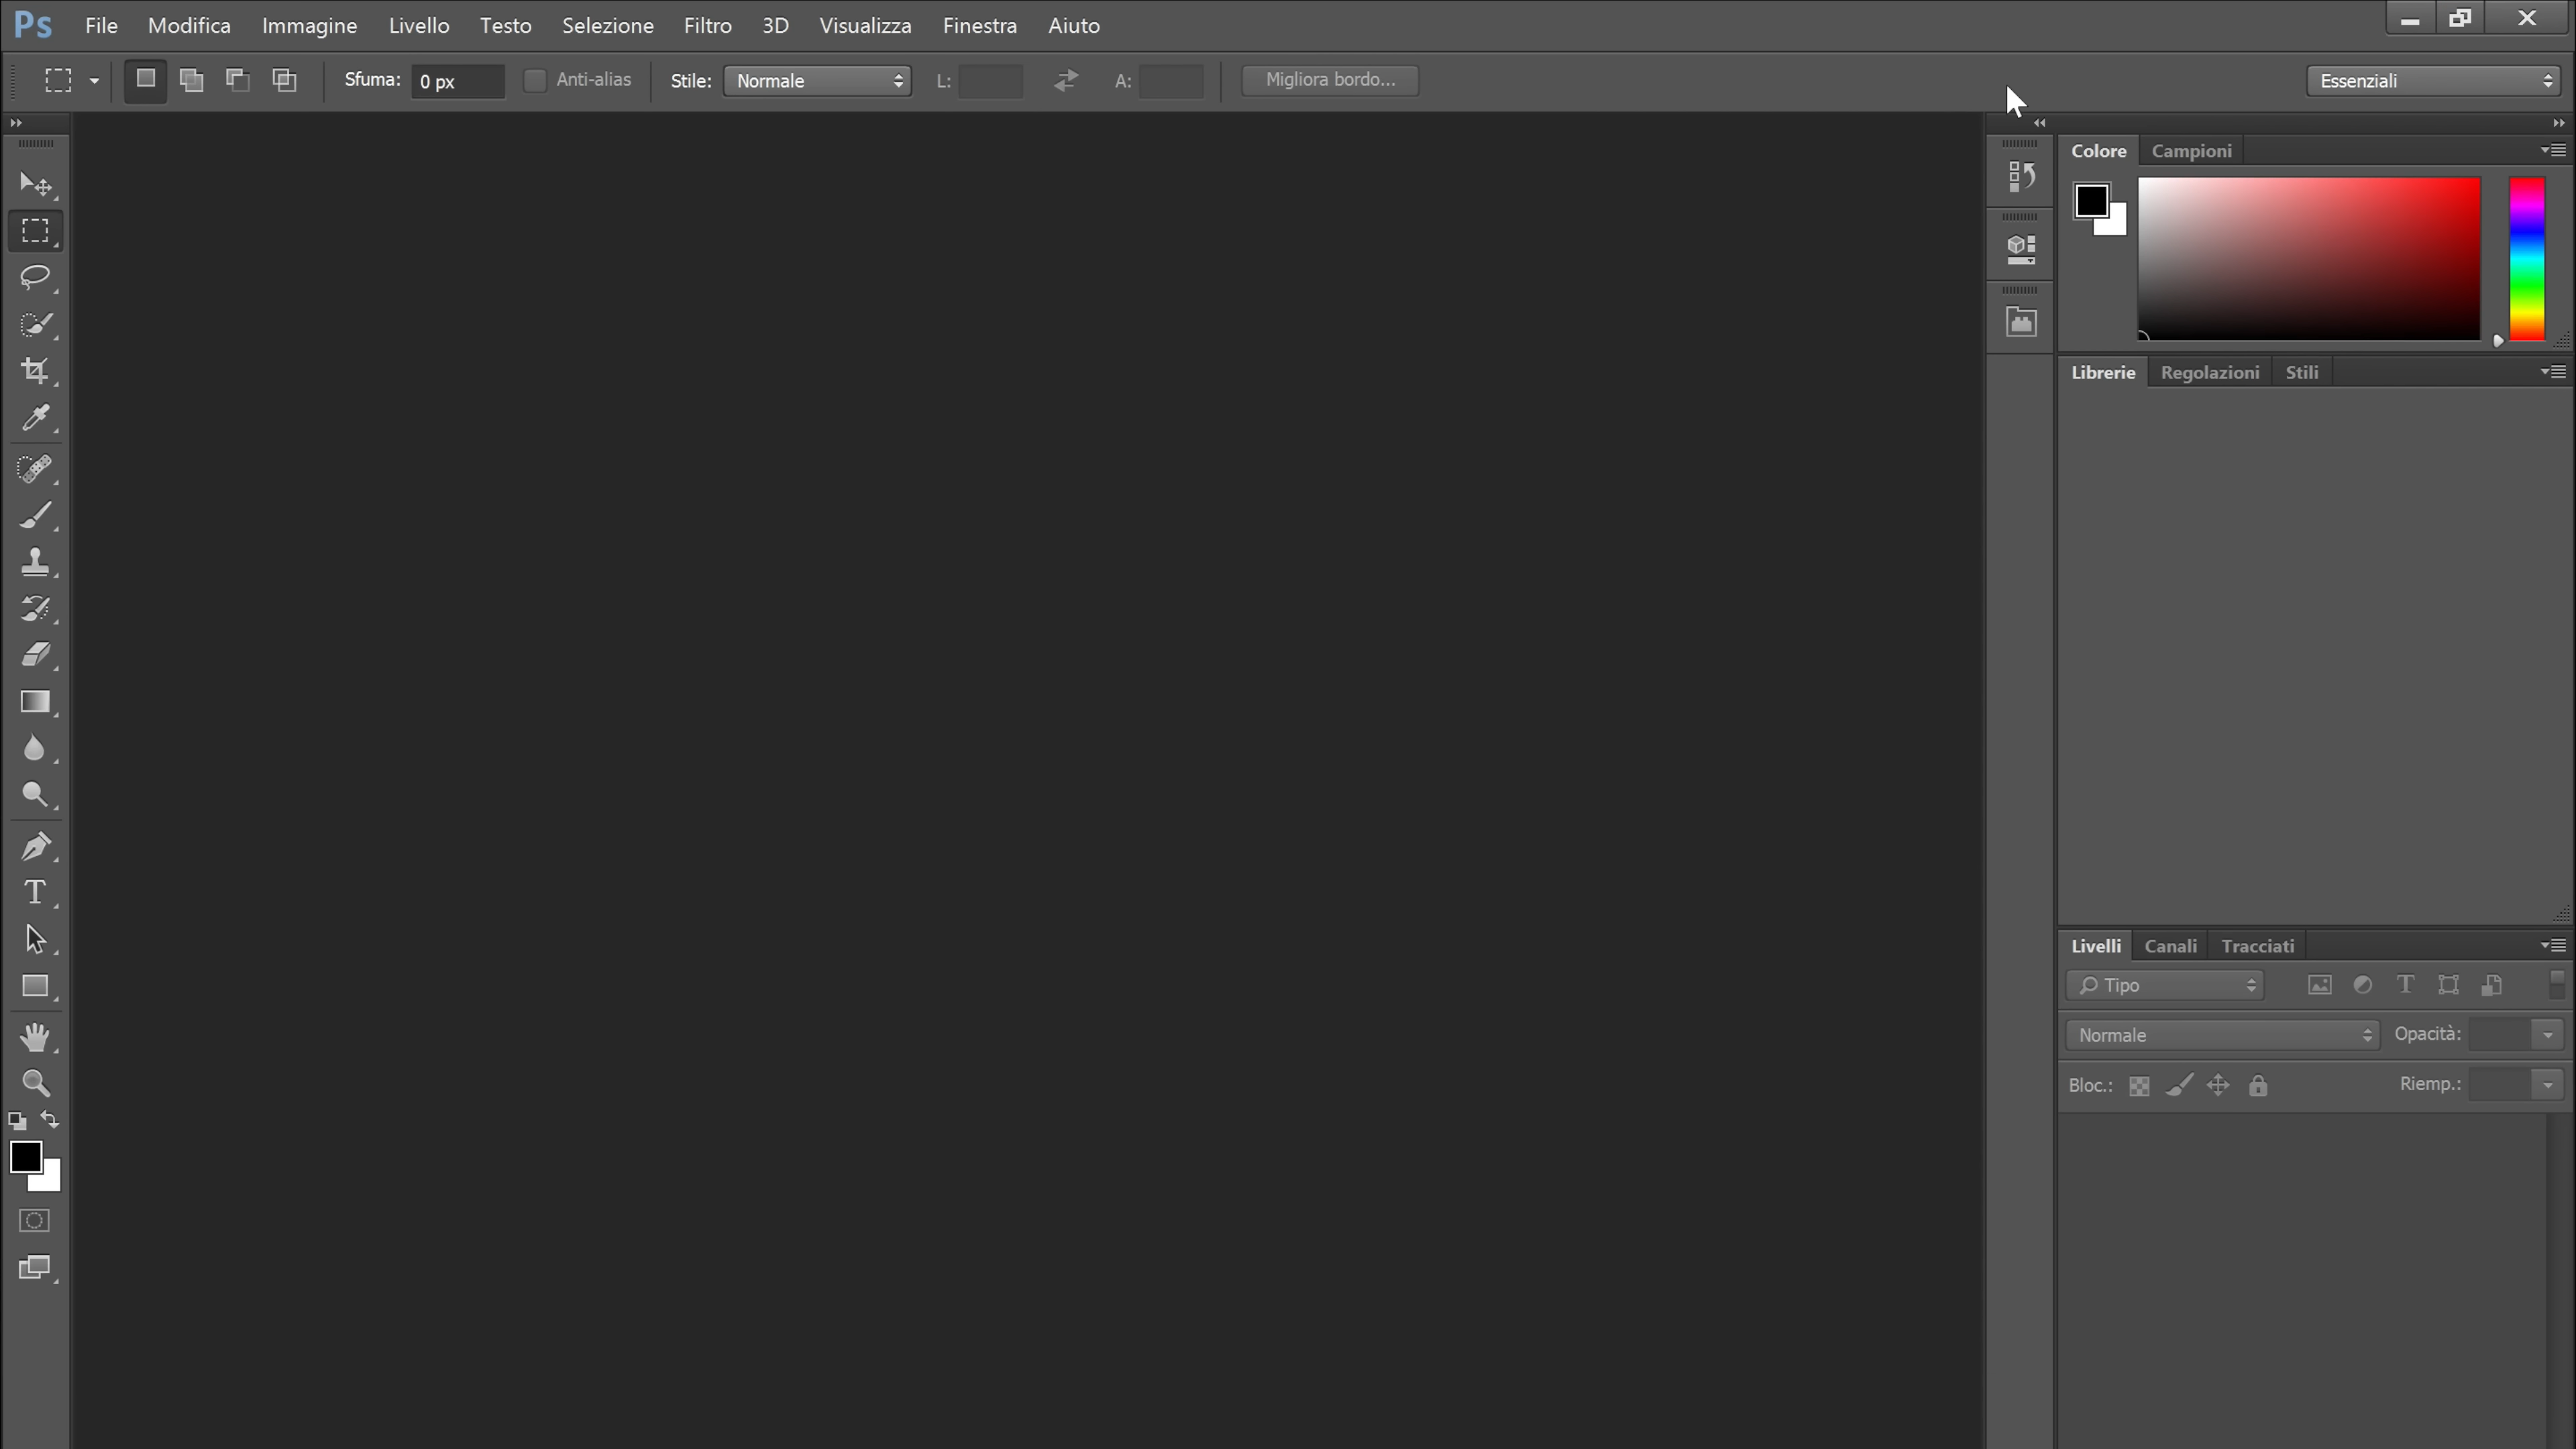 Ps File Modifica Immagine Livello Testo Selezione Filtro 3D Visualizza Finestra Aiuto
Sfuma: 0 px Anti-alias Stile: Normale L: A: Migliora bordo... Essenziali
Colore Campioni
Librerie Regolazioni Stili
Livelli Canali Tracciati
Tipo
Normale Opacità:
Bloc.: Riemp.: